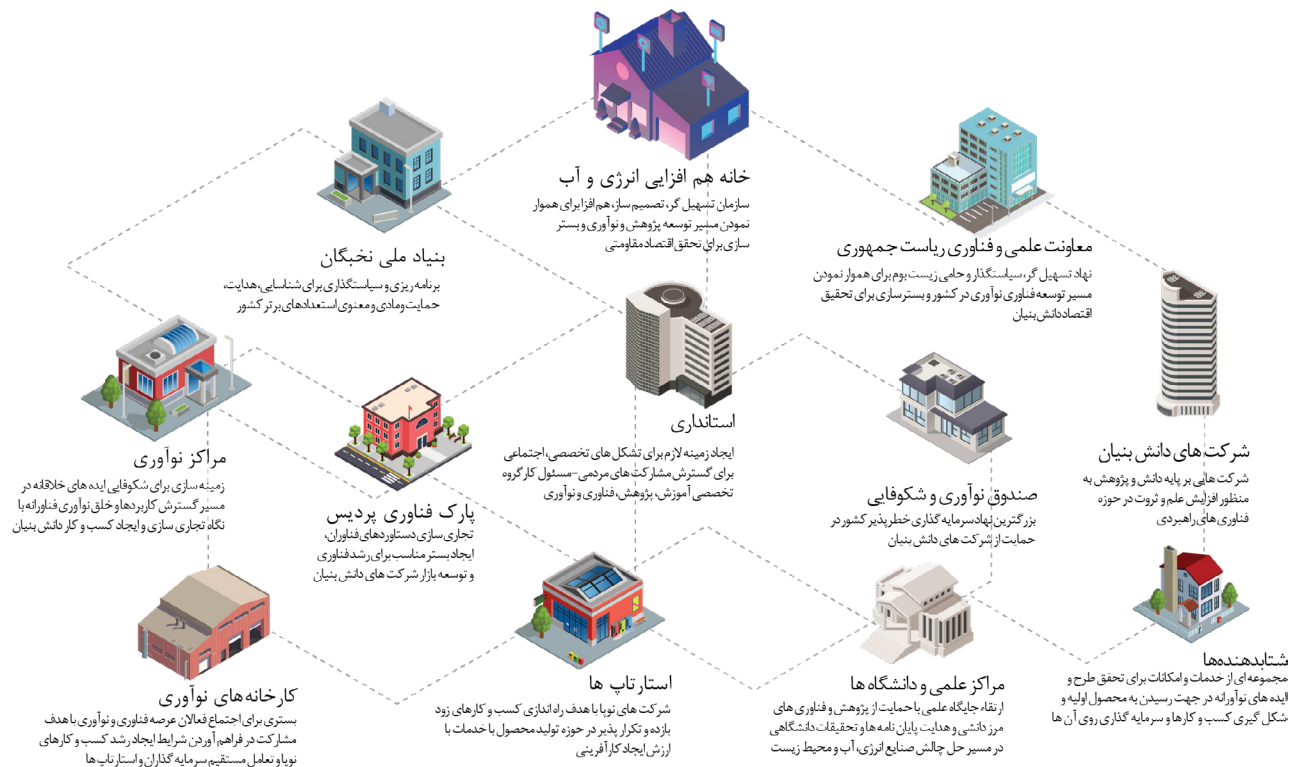 خانه هم افزایی انرژی و آب
سازمان تسهیل گر، تصمیم ساز، هم افزا برای هموار
نمودن مسیر توسعه پژوهش و نوآوری و بستر
سازی برای تحقق اقتصاد مقاومتی
معاونت علمی و فناوری ریاست جمهوری
نهاد تسهیل گر، سیاستگذار و حامی زیست بوم برای هموار نمودن
مسیر توسعه فناوری نوآوری در کشور و بسترسازی برای تحقیق
اقتصاد دانش بنیان
بنیاد ملی نخبگان
برنامه ریزی و سیاستگذاری برای شناسایی، هدایت،
حمایت ومادی و معنوی استعدادهای برتر کشور
شرکت های دانش بنیان
شرکت هایی بر پایه دانش و پژوهش به
منظور افزایش علم و ثروت در حوزه
فناوری های راهبردی
صندوق نوآوری و شکوفایی
بزرگترین نهاد سرمایه گذاری خطرپذیر کشور در
حمایت از شرکت های دانش بنیان
استانداری
ایجاد زمینه لازم برای تشکل های تخصصی، اجتماعی
برای گسترش مشارکت های مردمی -مسئول کارگروه
تخصصی آموزش، پژوهش، فناوری و نوآوری
پارک فناوری پردیس
تجاری سازی دستاوردهای فناوران،
ایجاد بستر مناسب برای رشد فناوری
و توسعه بازار شرکت های دانش بنیان
مراکز نوآوری
زمینه سازی برای شکوفایی ایده های خلاقانه در
مسیر گسترش کاربردها و خلق نوآوری فناورانه با
نگاه تجاری سازی و ایجاد کسب و کار دانش بنیان
شتابدهنده‌ها
مجموعه ای از خدمات و امکانات برای تحقق طرح و
ایده های نوآورانه در جهت رسیدن به محصول اولیه و
شکل گیری کسب و کارها و سرمایه گذاری روی آن ها
مراکز علمی و دانشگاه ها
ارتقاء جایگاه علمی با حمایت از پژوهش و فناوری های
مرز دانشی و هدایت پایان نامه ها و تحقیقات دانشگاهی
در مسیر حل چالش صنایع انرژی، آب و محیط زیست
استارتاپ ها
شرکت های نوپا با هدف راه اندازی کسب و کارهای زود
بازده و تکرار پذیر در حوزه تولید محصول با خدمات با
ارزش ایجاد کارآفرینی
کارخانه های نوآوری
بستری برای اجتماع فعالان عرصه فناوری و نوآوری با هدف
مشارکت در فراهم آوردن شرایط ایجاد رشد کسب و کارهای
نوپا و تعامل مستقیم سرمایه گذاران و استارتاپ ها